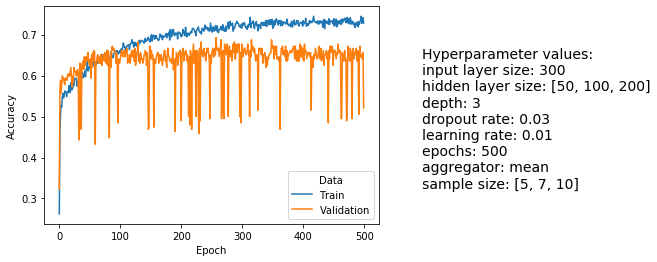 0.7
0.6
0.5
0.4
0.3
Accuracy
0
100
200
300
400
500
Epoch
Data
Train
Validation
Hyperparameter values:
input layer size: 300
hidden layer size: [50, 100, 200]
depth: 3
dropout rate: 0.03
learning rate: 0.01
epochs: 500
aggregator: mean
sample size: [5, 7, 10]